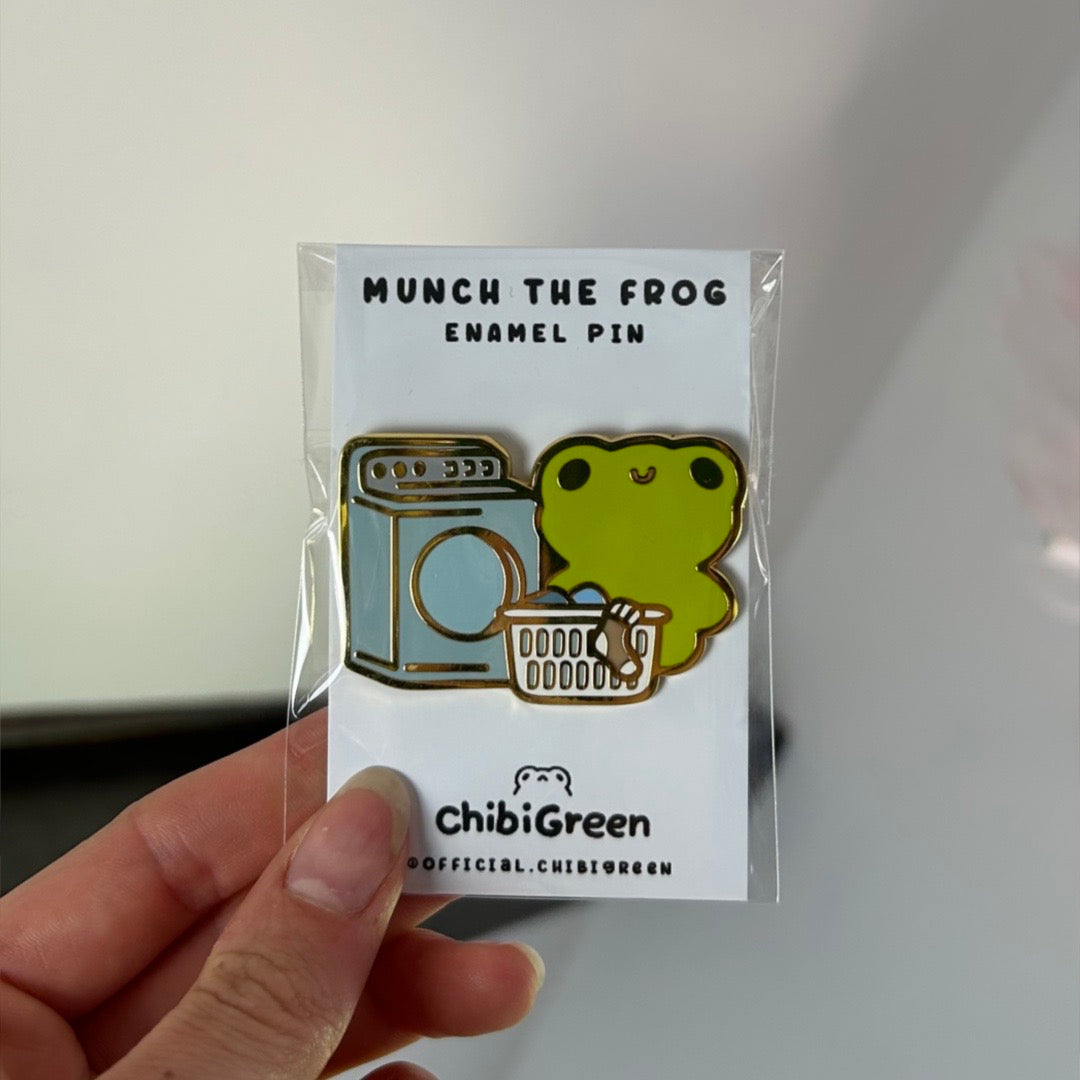 MUNCH THE FROG
ENAMEL PIN
ChibiGreen
@OFFICIAL.CHIBIGREEN